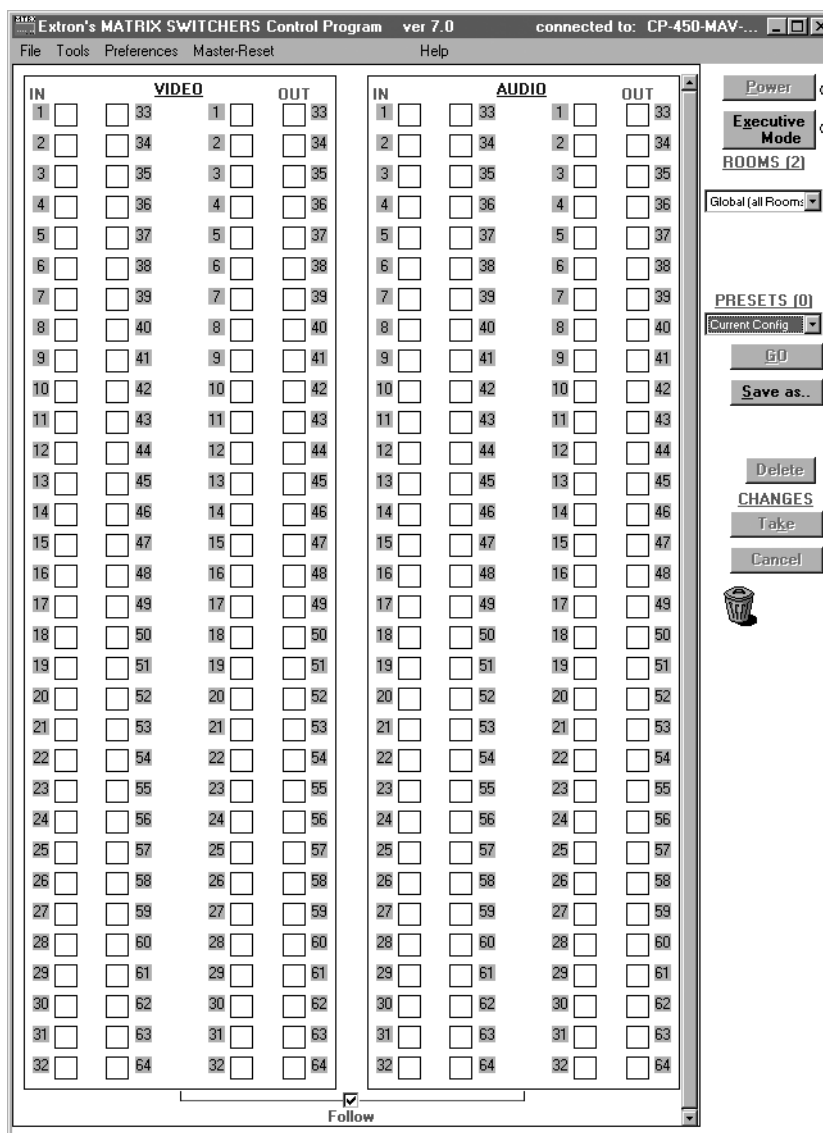 MTRX Extron's MATRIX SWITCHERS Control Program ver 7.0 connected to: CP-450-MAV-...
File Tools Preferences Master-Reset Help
IN VIDEO OUT IN AUDIO OUT
1 33 1 33 1 33 1 33
2 34 2 34 2 34 2 34
3 35 3 35 3 35 3 35
4 36 4 36 4 36 4 36
5 37 5 37 5 37 5 37
6 38 6 38 6 38 6 38
7 39 7 39 7 39 7 39
8 40 8 40 8 40 8 40
9 41 9 41 9 41 9 41
10 42 10 42 10 42 10 42
11 43 11 43 11 43 11 43
12 44 12 44 12 44 12 44
13 45 13 45 13 45 13 45
14 46 14 46 14 46 14 46
15 47 15 47 15 47 15 47
16 48 16 48 16 48 16 48
17 49 17 49 17 49 17 49
18 50 18 50 18 50 18 50
19 51 19 51 19 51 19 51
20 52 20 52 20 52 20 52
21 53 21 53 21 53 21 53
22 54 22 54 22 54 22 54
23 55 23 55 23 55 23 55
24 56 24 56 24 56 24 56
25 57 25 57 25 57 25 57
26 58 26 58 26 58 26 58
27 59 27 59 27 59 27 59
28 60 28 60 28 60 28 60
29 61 29 61 29 61 29 61
30 62 30 62 30 62 30 62
31 63 31 63 31 63 31 63
32 64 32 64 32 64 32 64
Follow
Power
Executive
Mode
ROOMS (2)
Global (all Rooms
PRESETS (0)
Current Config
GO
Save as..
Delete
CHANGES
Take
Cancel